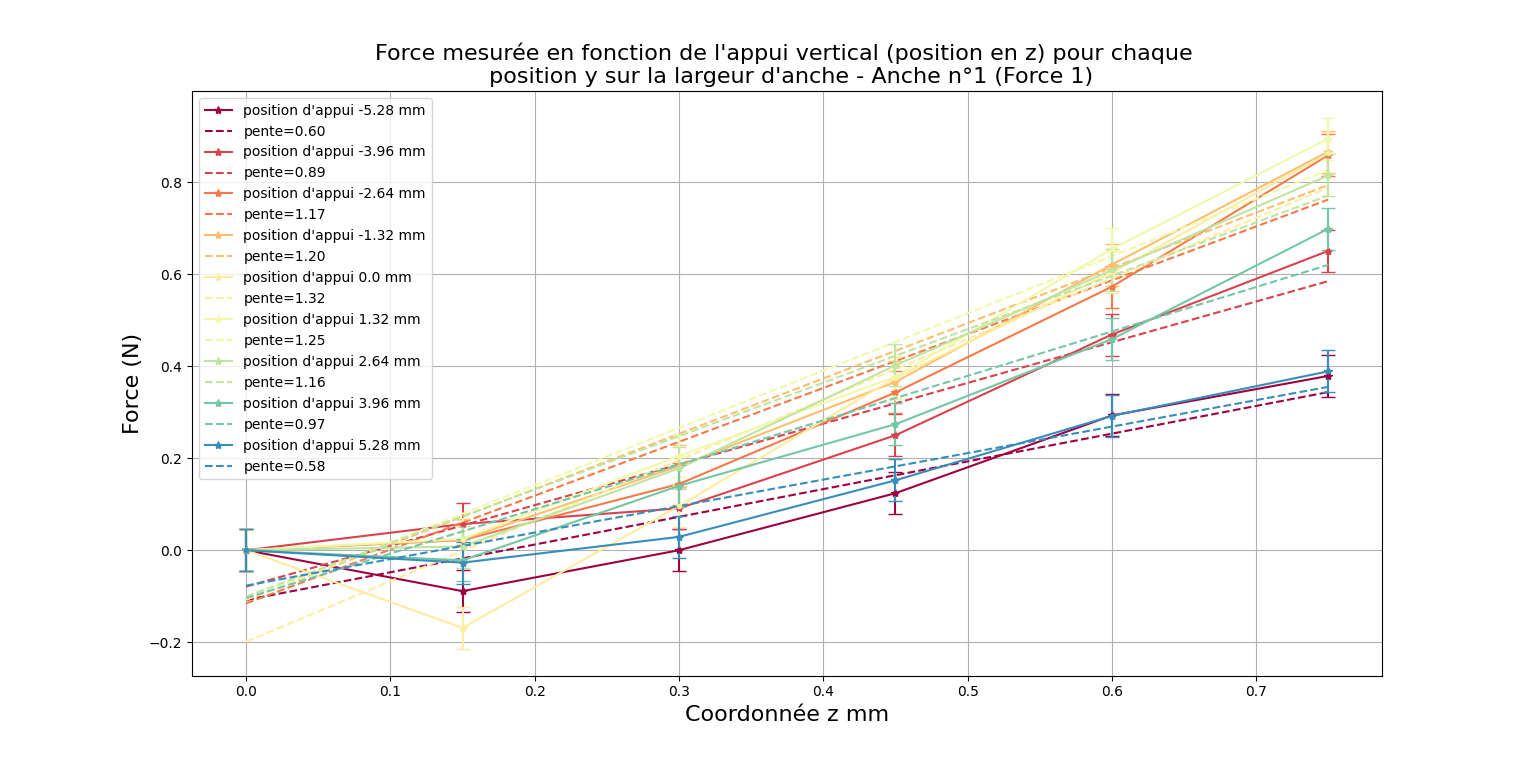 Force mesurée en fonction de l'appui vertical (position en z) pour chaque
position y sur la largeur d'anche - Anche n°1 (Force 1)
position d'appui -5.28 mm
pente=0.60
position d'appui -3.96 mm
pente=0.89
position d'appui -2.64 mm
pente=1.17
position d'appui -1.32 mm
pente=1.20
position d'appui 0.0 mm
pente=1.32
position d'appui 1.32 mm
pente=1.25
position d'appui 2.64 mm
pente=1.16
position d'appui 3.96 mm
pente=0.97
position d'appui 5.28 mm
pente=0.58
Force (N)
0.8
0.6
0.4
0.2
0.0
−0.2
0.0 0.1 0.2 0.3 0.4 0.5 0.6 0.7
Coordonnée z mm